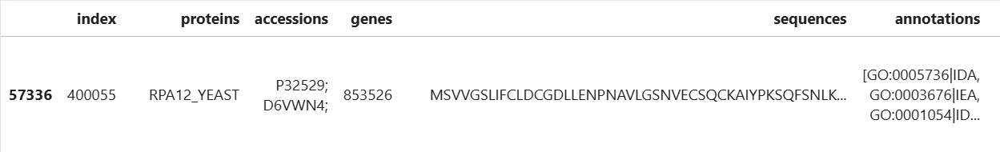 index proteins accessions genes sequences annotations
57336 400055 RPA12_YEAST P32529; D6VWN4; 853526 MSVVGSLIFCLDCGDLLENPNAVLGSNVECSQCKAIYPKSQFSNLK... [GO:0005736|IDA, GO:0003676|IEA, GO:0001054|ID...